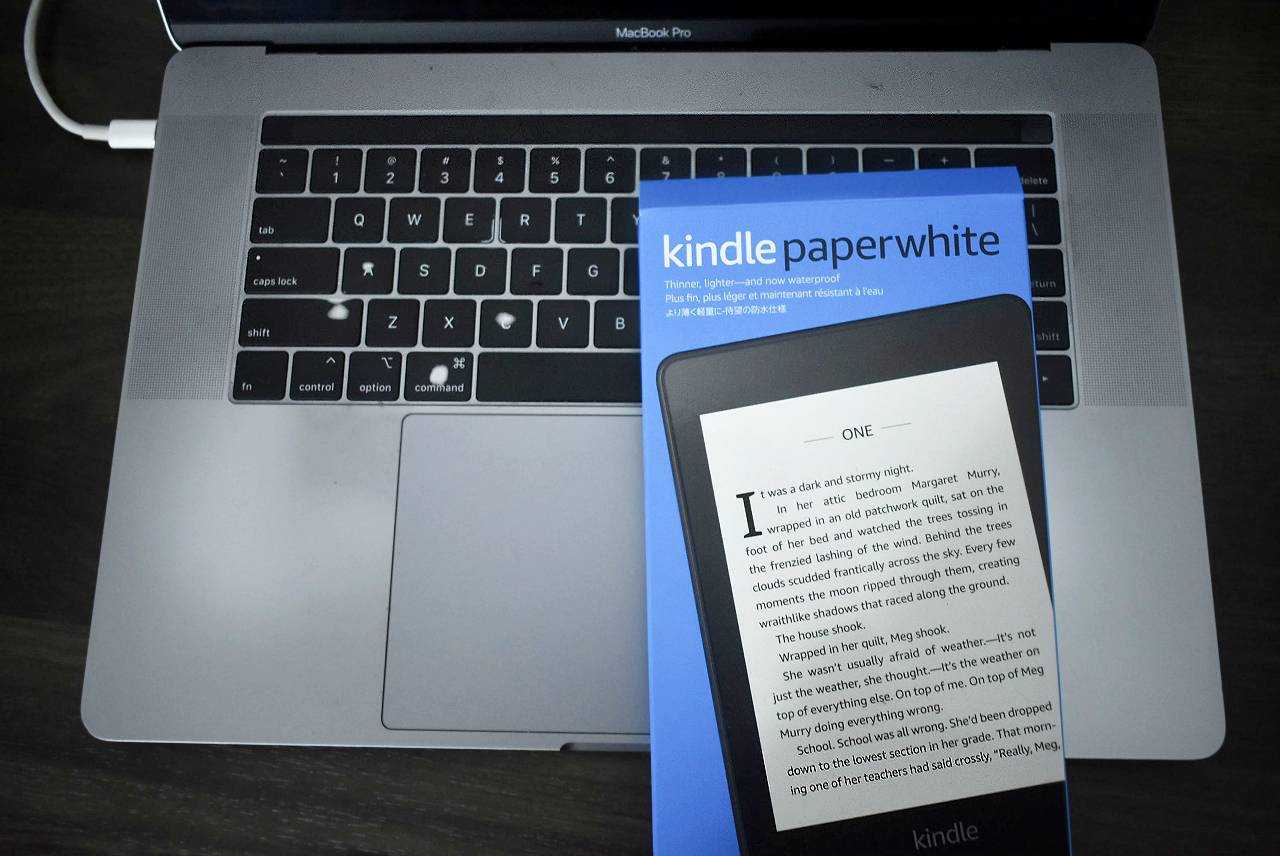 MacBook Pro
~ ! @ # $ % ^ & * ( ) — +
` 1 2 3 4 5 6 7 8 delete
tab Q W E R T Y | \
caps lock A S D F G return
shift Z X C V B shift
fn control option command ⌘
kindle paperwhite
Thinner, lighter—and now waterproof
Plus fin, plus léger et maintenant résistant à l'eau
より薄く軽量に-待望の防水仕様
ONE
It was a dark and stormy night.
In her attic bedroom Margaret Murry,
wrapped in an old patchwork quilt, sat on the
foot of her bed and watched the trees tossing in
the frenzied lashing of the wind. Behind the trees
clouds scudded frantically across the sky. Every few
moments the moon ripped through them, creating
wraithlike shadows that raced along the ground.
The house shook.
Wrapped in her quilt, Meg shook.
She wasn't usually afraid of weather.—It's not
just the weather, she thought.—It's the weather on
top of everything else. On top of me. On top of Meg
Murry doing everything wrong.
School. School was all wrong. She'd been dropped
down to the lowest section in her grade. That morn-
ing one of her teachers had said crossly, "Really, Meg,
kindle